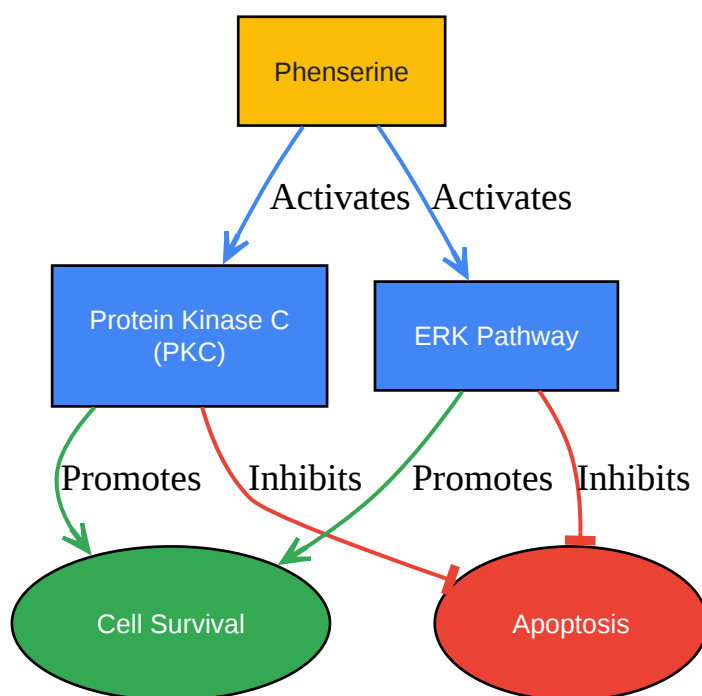 Phenserine
Activates Activates
Protein Kinase C
(PKC)
ERK Pathway
Promotes Inhibits Promotes Inhibits
Cell Survival
Apoptosis